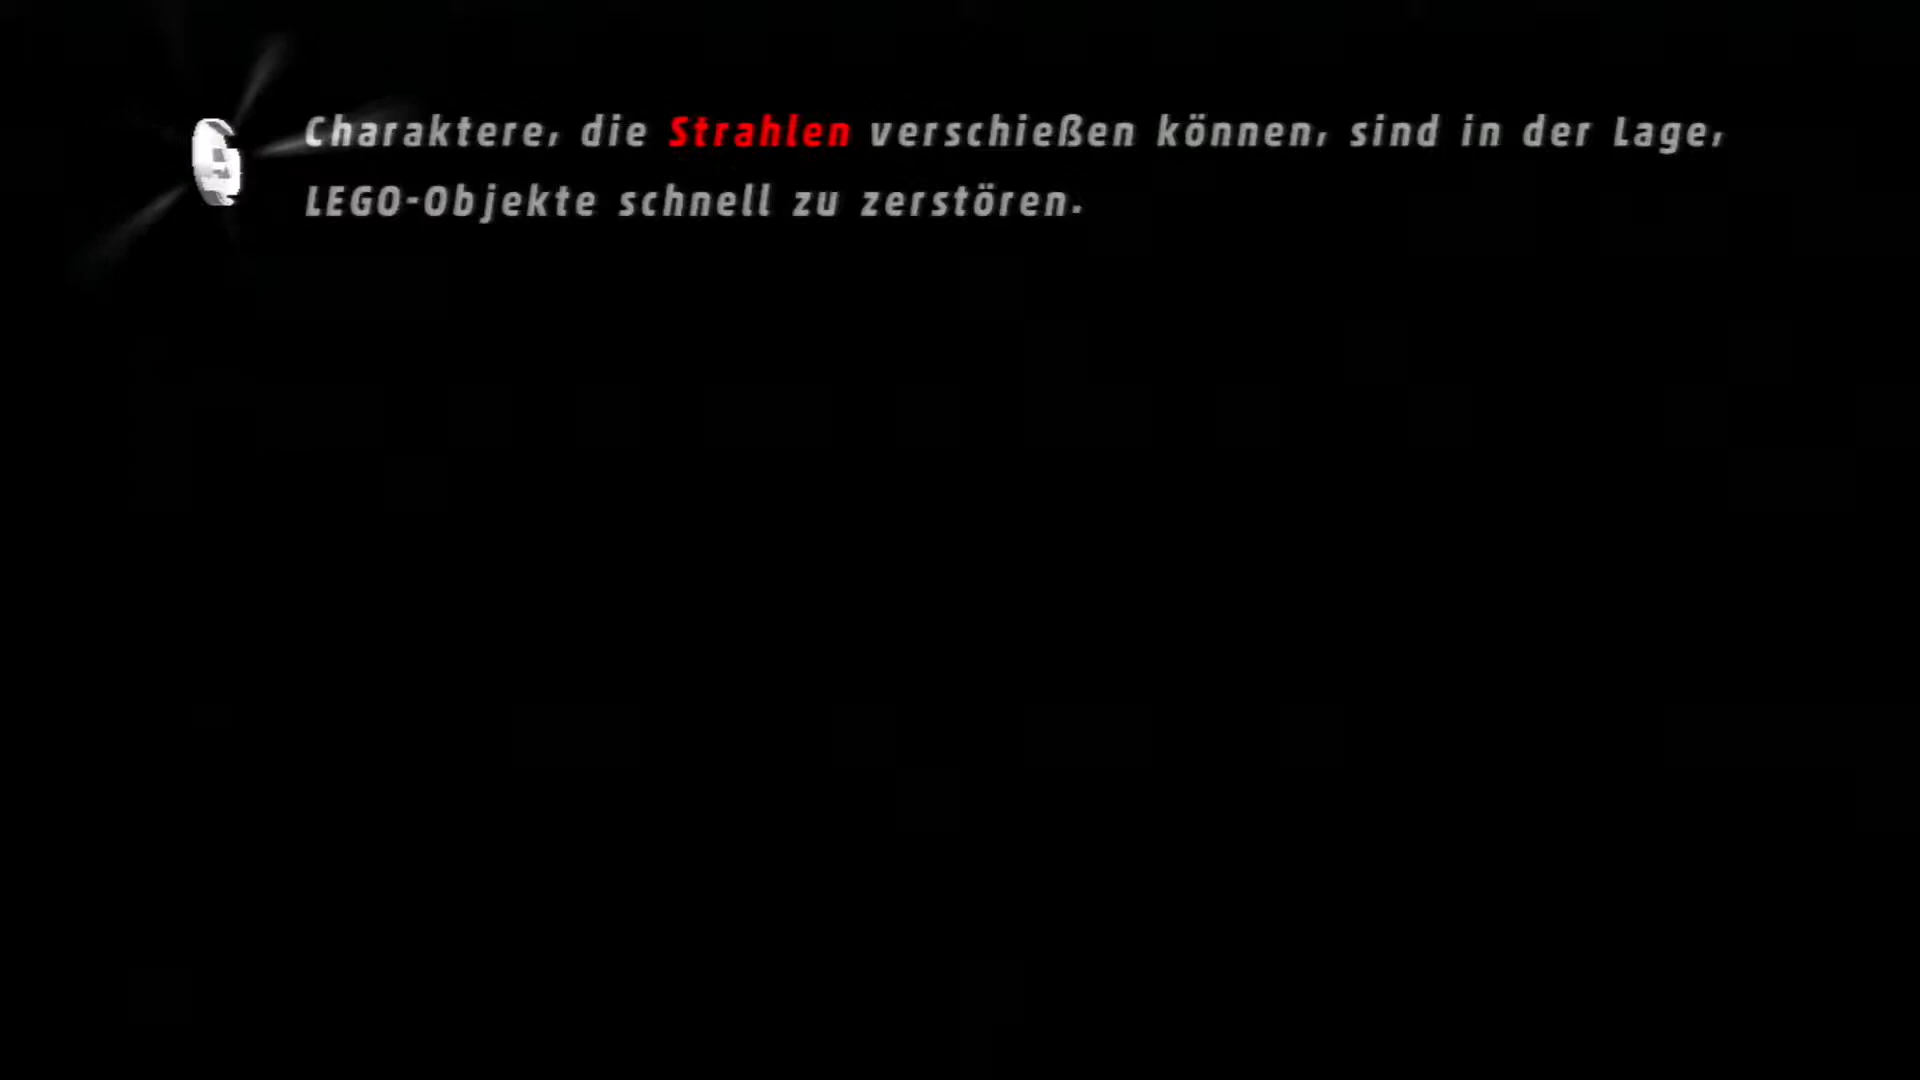 Charaktere, die Strahlen verschießen können, sind in der Lage,
LEGO-Objekte schnell zu zerstören.